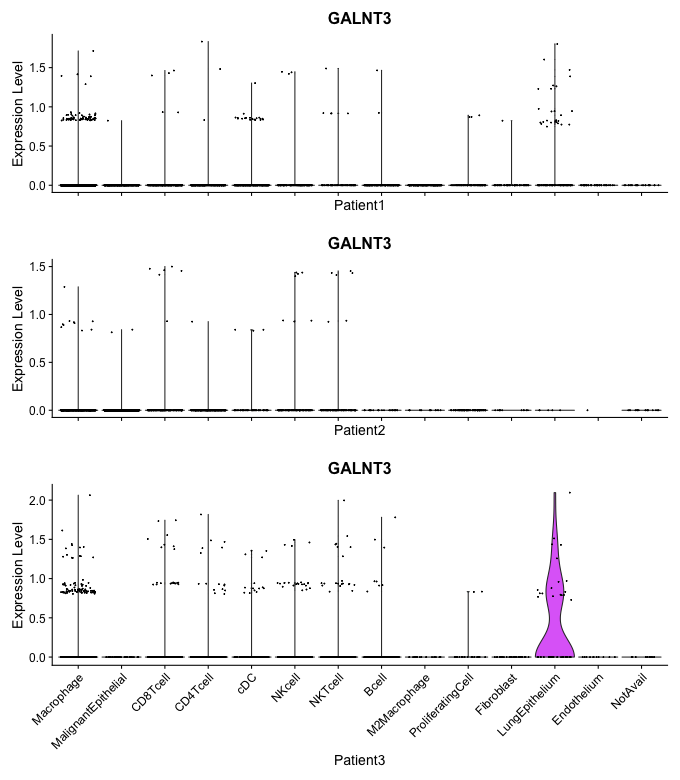 GALNT3
Expression Level
1.5
1.0
0.5
0.0
Patient1
GALNT3
Expression Level
1.5
1.0
0.5
0.0
Patient2
GALNT3
Expression Level
2.0
1.5
1.0
0.5
0.0
Macrophage
MalignantEpithelial
CD8Tcell
CD4Tcell
cDC
NKcell
NKTcell
Bcell
M2Macrophage
ProliferatingCell
Fibroblast
LungEpithelium
Endothelium
NotAvail
Patient3